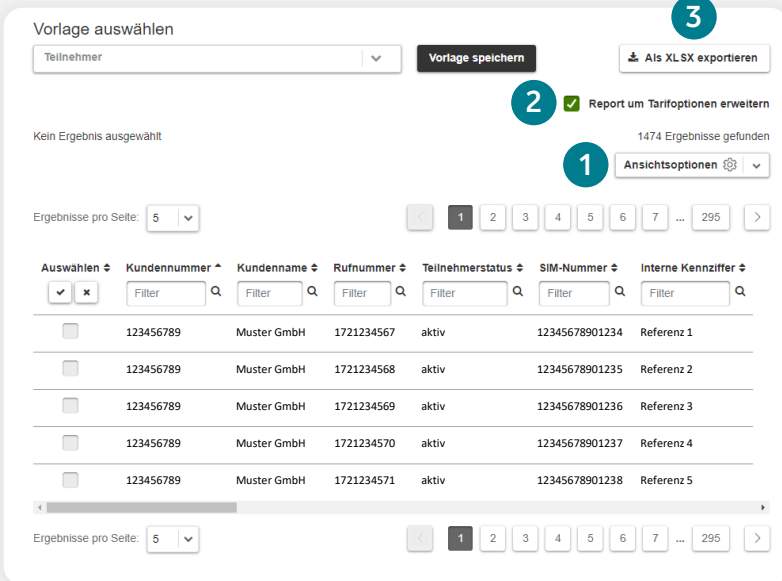 3
Vorlage auswählen
Teilnehmer Vorlage speichern Als XLSX exportieren
2 Report um Tarifoptionen erweitern
Kein Ergebnis ausgewählt 1474 Ergebnisse gefunden
1 Ansichtsoptionen
Ergebnisse pro Seite: 5 1 2 3 4 5 6 7 ... 295
Auswählen Kundennummer Kundenname Rufnummer Teilnehmerstatus SIM-Nummer Interne Kennziffer
Filter Filter Filter Filter Filter Filter
123456789 Muster GmbH 1721234567 aktiv 12345678901234 Referenz 1
123456789 Muster GmbH 1721234568 aktiv 12345678901235 Referenz 2
123456789 Muster GmbH 1721234569 aktiv 12345678901236 Referenz 3
123456789 Muster GmbH 1721234570 aktiv 12345678901237 Referenz 4
123456789 Muster GmbH 1721234571 aktiv 12345678901238 Referenz 5
Ergebnisse pro Seite: 5 1 2 3 4 5 6 7 ... 295